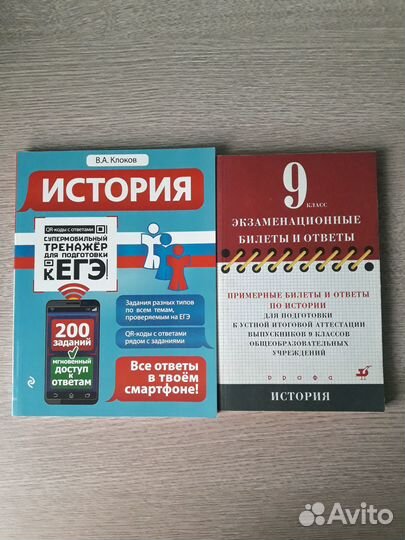 В.А. Клоков
ИСТОРИЯ
QR-коды с ответами
СУПЕРМОБИЛЬНЫЙ
ТРЕНАЖЁР
ДЛЯ ПОДГОТОВКИ
К ЕГЭ
Задания разных типов
по всем темам,
проверяемым на ЕГЭ
QR-коды с ответами
рядом с заданиями
200
ЗАДАНИЙ
МГНОВЕННЫЙ
ДОСТУП
К
ОТВЕТАМ
Все ответы
в твоём
смартфоне!
9 КЛАСС
ЭКЗАМЕНАЦИОННЫЕ
БИЛЕТЫ И ОТВЕТЫ
ПРИМЕРНЫЕ БИЛЕТЫ И ОТВЕТЫ
ПО ИСТОРИИ
ДЛЯ ПОДГОТОВКИ
К УСТНОЙ ИТОГОВОЙ АТТЕСТАЦИИ
ВЫПУСКНИКОВ 9 КЛАССОВ
ОБЩЕОБРАЗОВАТЕЛЬНЫХ
УЧРЕЖДЕНИЙ
ДРОФА
ИСТОРИЯ
Avito